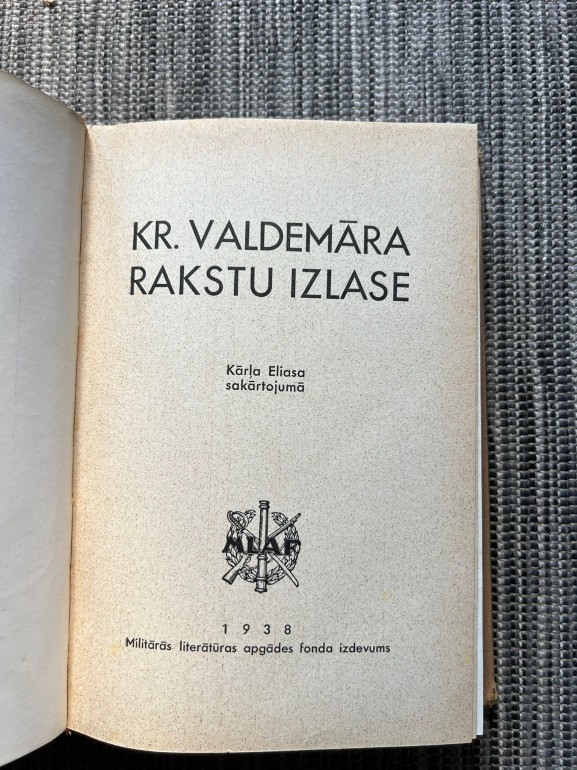 KR. VALDEMĀRA
RAKSTU IZLASE
Kārļa Eliasa
sakārtojumā
MLAF
1938
Militārās literātūras apgādes fonda izdevums